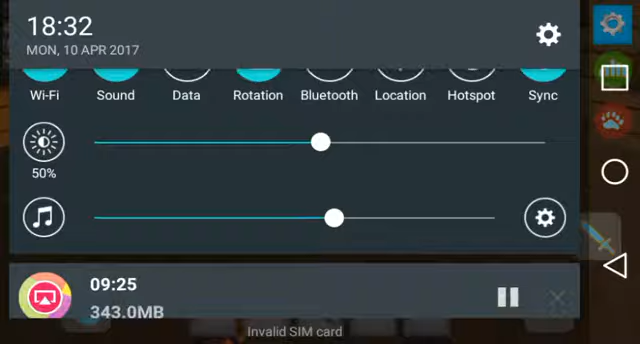 18:32
MON, 10 APR 2017
Wi-Fi Sound Data Rotation Bluetooth Location Hotspot Sync
50%
09:25
343.0MB
Invalid SIM card